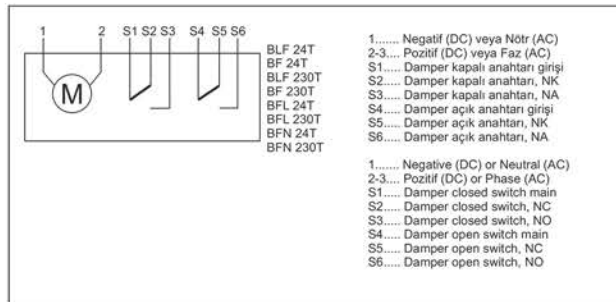 1 2 S1 S2 S3 S4 S5 S6
M
BLF 24T
BF 24T
BLF 230T
BF 230T
BFL 24T
BFL 230T
BFN 24T
BFN 230T
1....... Negatif (DC) veya Nötr (AC)
2-3.... Pozitif (DC) veya Faz (AC)
S1..... Damper kapalı anahtarı girişi
S2..... Damper kapalı anahtarı, NK
S3..... Damper kapalı anahtarı, NA
S4..... Damper açık anahtarı girişi
S5..... Damper açık anahtarı, NK
S6..... Damper açık anahtarı, NA
1....... Negative (DC) or Neutral (AC)
2-3.... Pozitif (DC) or Phase (AC)
S1..... Damper closed switch main
S2..... Damper closed switch, NC
S3..... Damper closed switch, NO
S4..... Damper open switch main
S5..... Damper open switch, NC
S6..... Damper open switch, NO